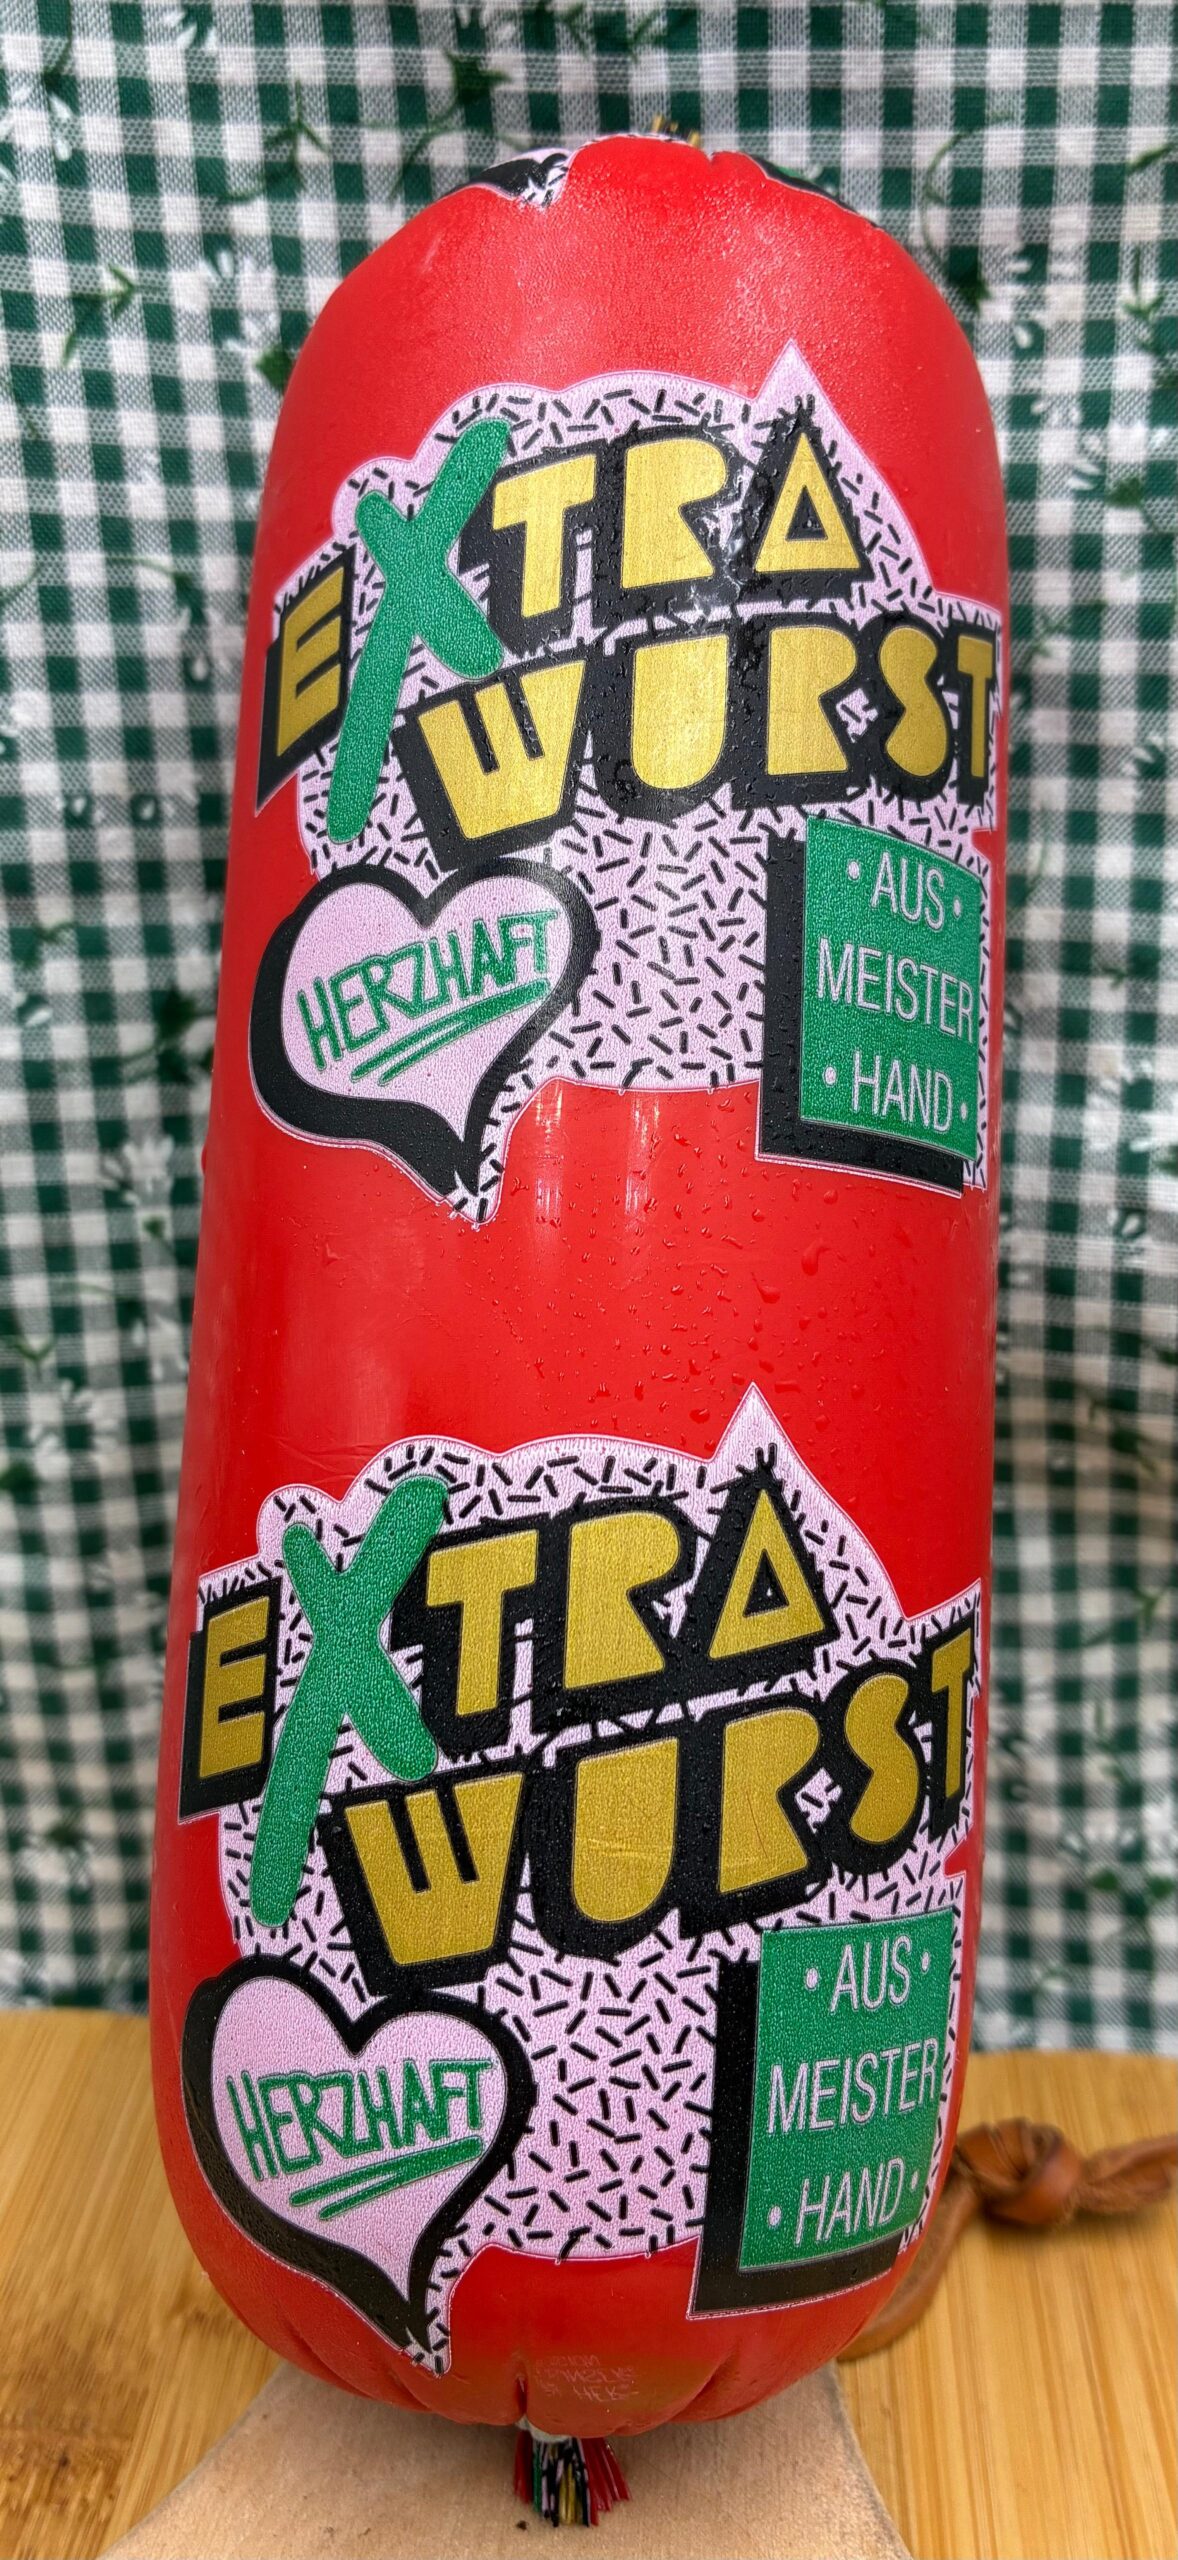 EXTRA
WURST
HERZHAFT
• AUS •
MEISTER
• HAND •
EXTRA
WURST
HERZHAFT
• AUS •
MEISTER
• HAND •